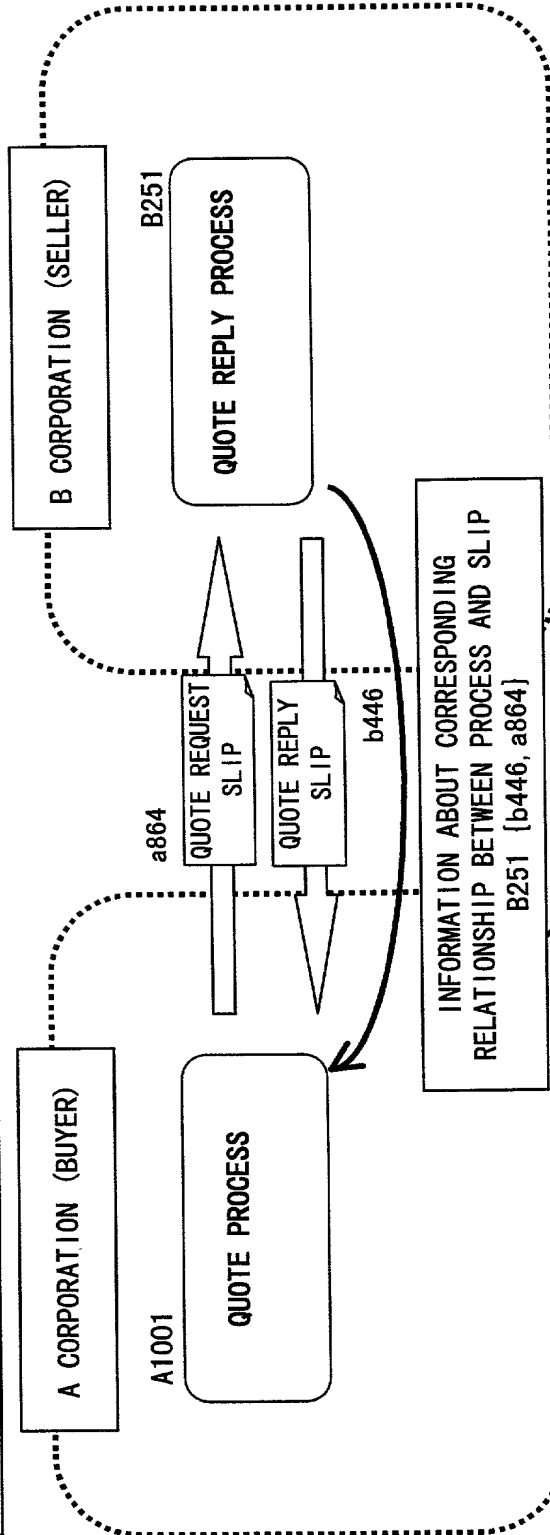 A CORPORATION (BUYER)
B CORPORATION (SELLER)
A1001
QUOTE PROCESS
a864
QUOTE REQUEST
SLIP
QUOTE REPLY
SLIP
b446
B251
QUOTE REPLY PROCESS
INFORMATION ABOUT CORRESPONDING
RELATIONSHIP BETWEEN PROCESS AND SLIP
B251 {b446, a864}